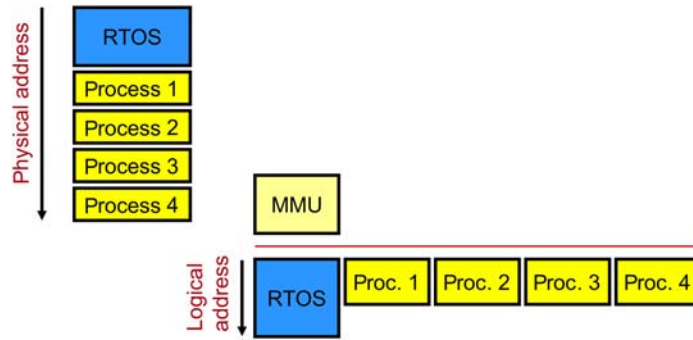 Physical address
RTOS
Process 1
Process 2
Process 3
Process 4
MMU
Logical
address
RTOS
Proc. 1
Proc. 2
Proc. 3
Proc. 4